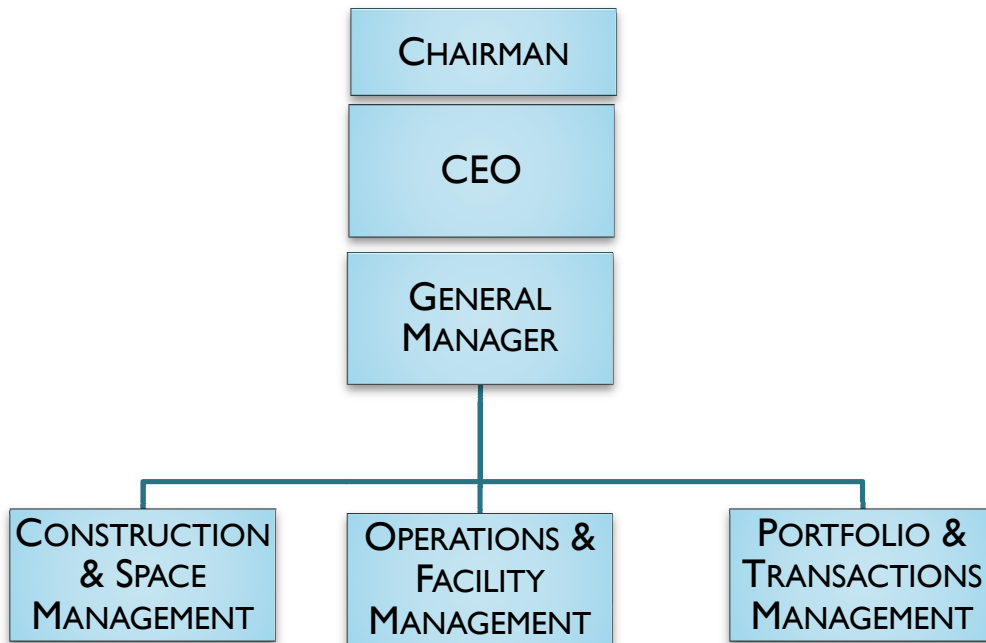 CHAIRMAN
CEO
GENERAL
MANAGER
CONSTRUCTION
& SPACE
MANAGEMENT
OPERATIONS &
FACILITY
MANAGEMENT
PORTFOLIO &
TRANSACTIONS
MANAGEMENT